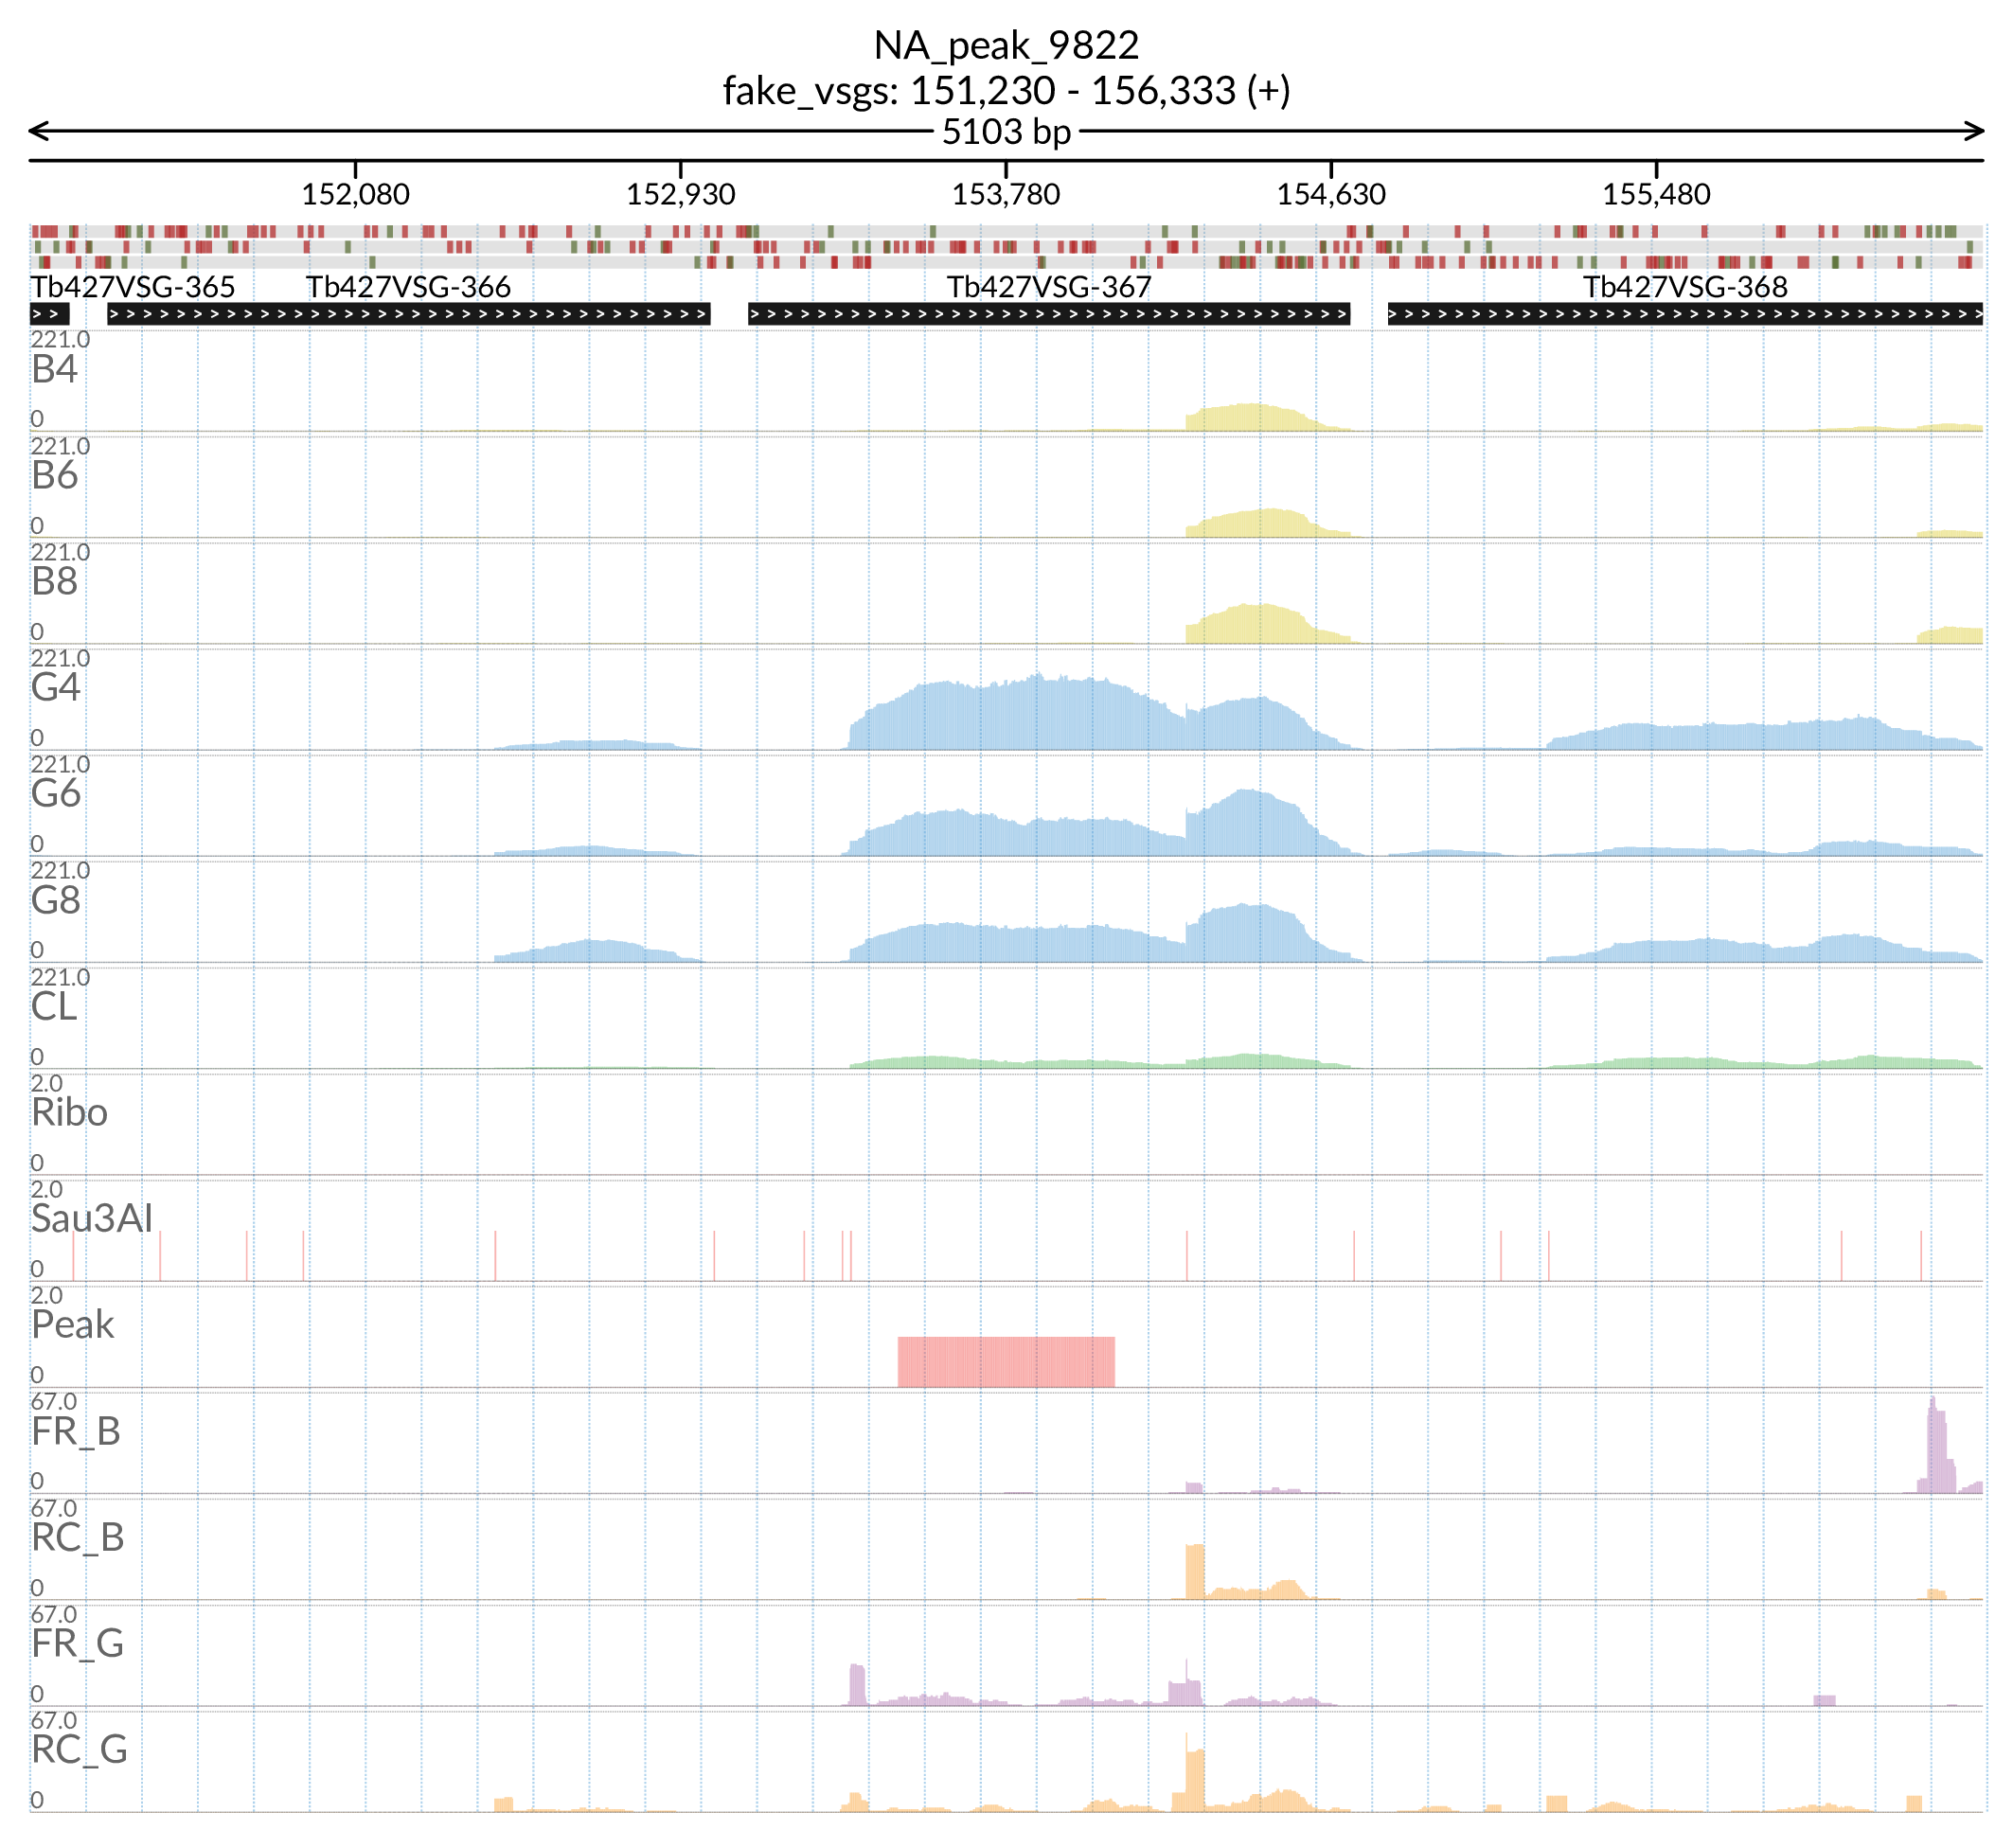 NA_peak_9822
fake_vsgs: 151,230 - 156,333 (+)
5103 bp
152,080 152,930 153,780 154,630 155,480
Tb427VSG-365 Tb427VSG-366 Tb427VSG-367 Tb427VSG-368
221.0
B4
0
221.0
B6
0
221.0
B8
0
221.0
G4
0
221.0
G6
0
221.0
G8
0
221.0
CL
0
2.0
Ribo
0
2.0
Sau3AI
0
2.0
Peak
0
67.0
FR_B
0
67.0
RC_B
0
67.0
FR_G
0
67.0
RC_G
0